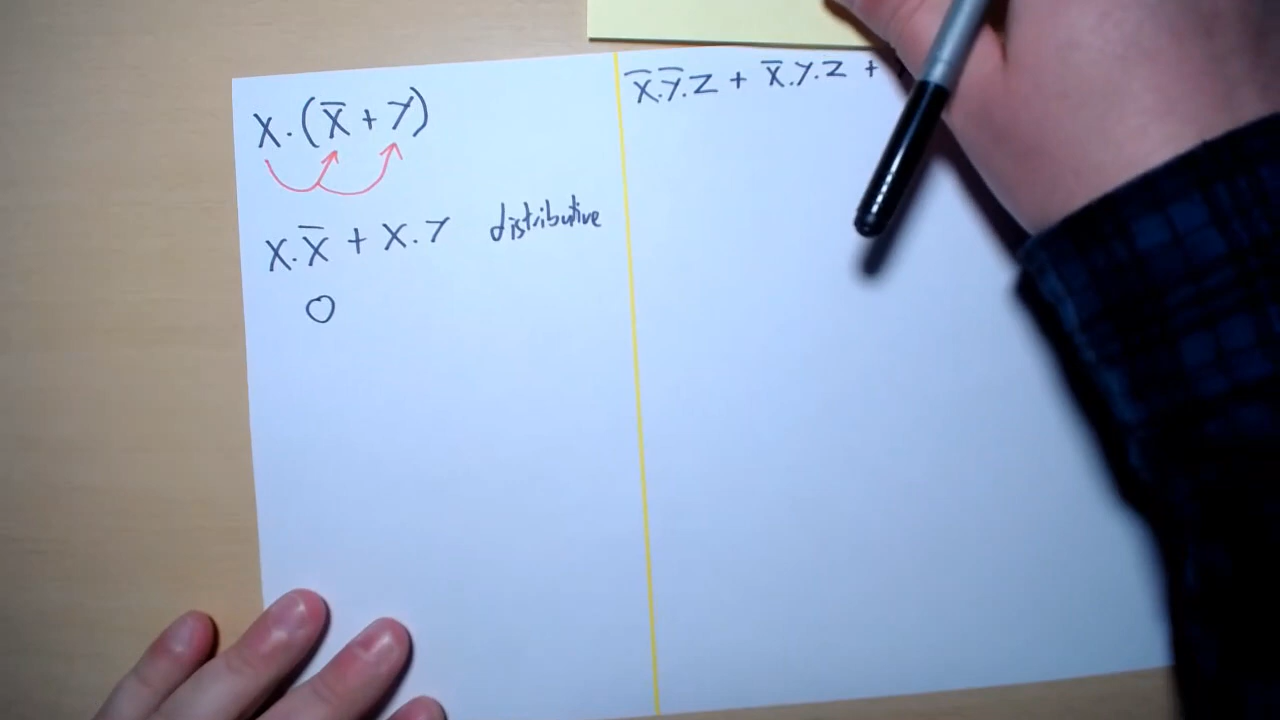 X.(X̅ + Y)
X.X̅ + X.Y distributive
0
X̅.Y̅.Z + X̅.Y.Z +